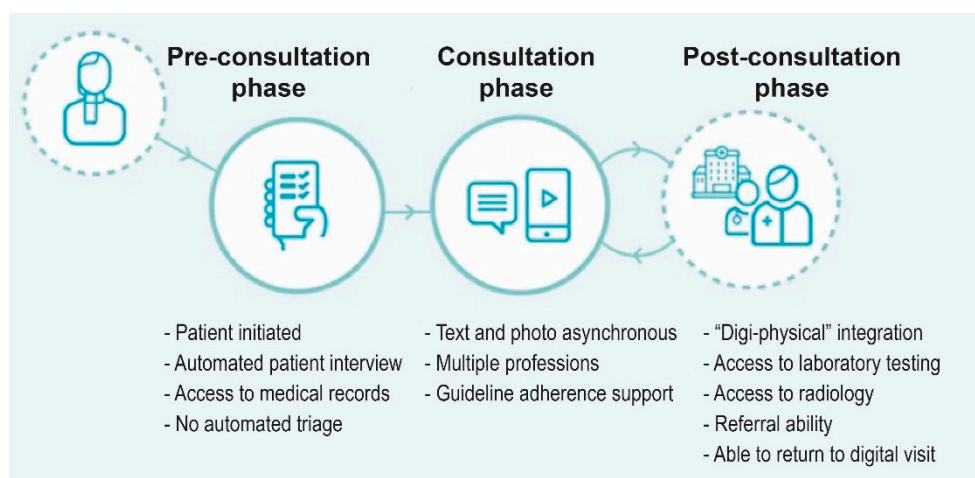 Pre-consultation
phase
Consultation
phase
Post-consultation
phase
- Patient initiated
- Automated patient interview
- Access to medical records
- No automated triage
- Text and photo asynchronous
- Multiple professions
- Guideline adherence support
- “Digi-physical” integration
- Access to laboratory testing
- Access to radiology
- Referral ability
- Able to return to digital visit